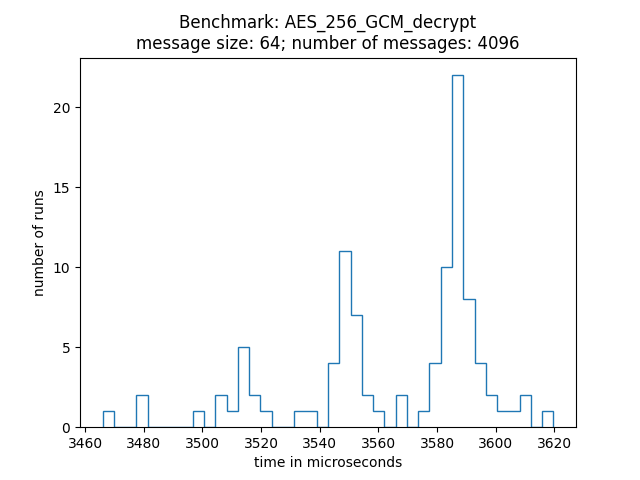 Benchmark: AES_256_GCM_decrypt
message size: 64; number of messages: 4096
20
15
10
5
0
number of runs
3460 3480 3500 3520 3540 3560 3580 3600 3620
time in microseconds